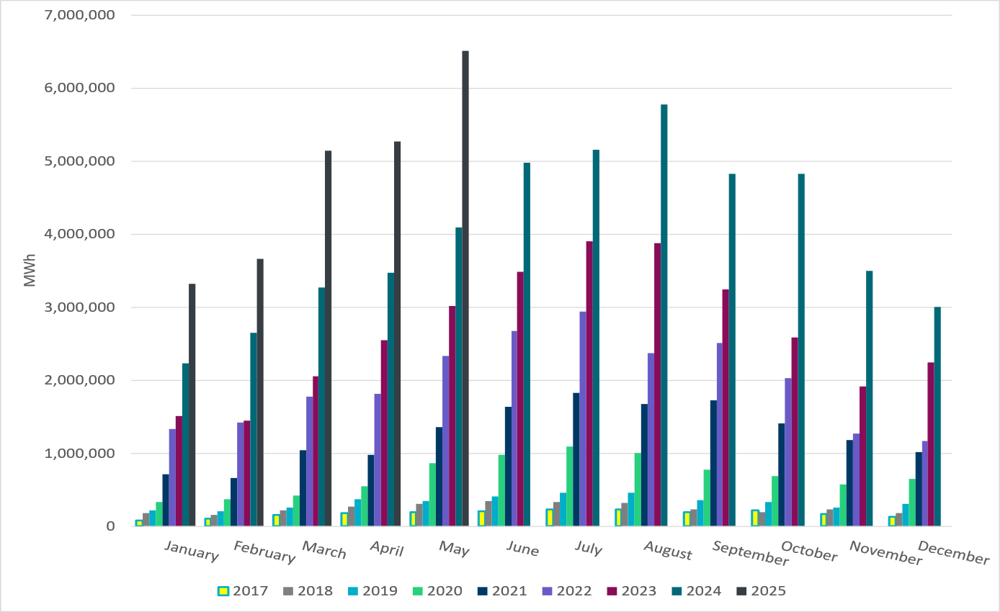 7,000,000
6,000,000
5,000,000
4,000,000
3,000,000
2,000,000
1,000,000
0
MWh
January February March April May June July August September October November December
2017 2018 2019 2020 2021 2022 2023 2024 2025